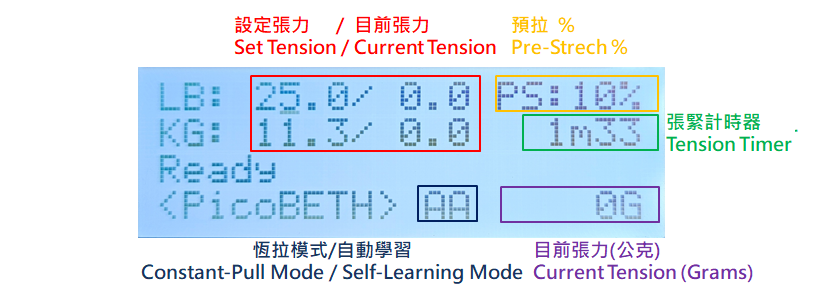 設定張力 / 目前張力
Set Tension / Current Tension
預拉 %
Pre-Strech %
LB: 25.0/ 0.0 PS:10%
KG: 11.3/ 0.0 1m33
Ready
<PicoBETH> AA 0G
張緊計時器
Tension Timer
恆拉模式/自動學習
Constant-Pull Mode / Self-Learning Mode
目前張力(公克)
Current Tension (Grams)